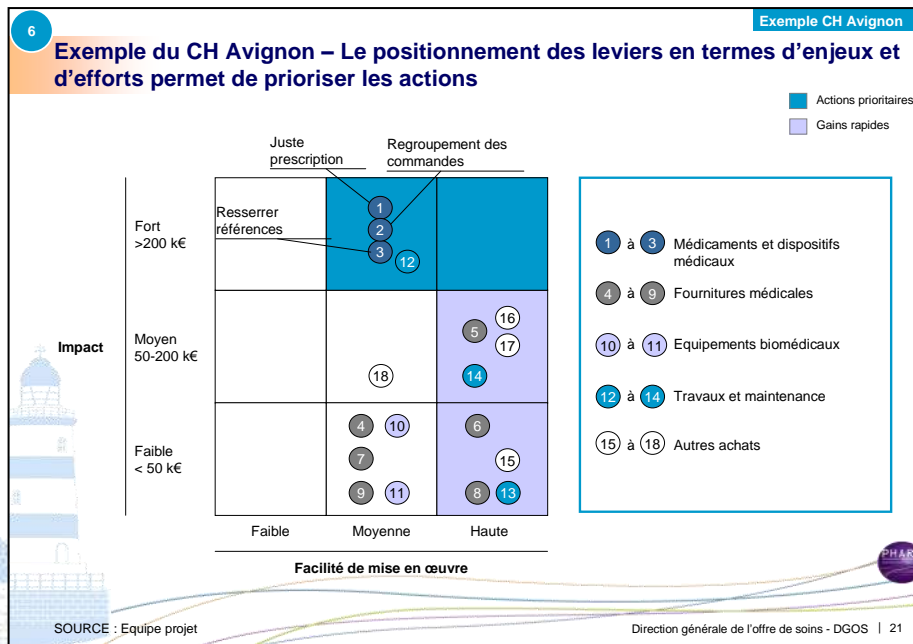 6
Exemple CH Avignon
Exemple du CH Avignon – Le positionnement des leviers en termes d'enjeux et
d'efforts permet de prioriser les actions
Actions prioritaires
Gains rapides
Juste
prescription
Regroupement des
commandes
Resserrer
références
Impact
Fort
>200 k€
1
2
3
12
Moyen
50-200 k€
5
16
17
18
14
Faible
< 50 k€
4
10
6
7
15
9
11
8
13
Faible
Moyenne
Haute
Facilité de mise en œuvre
1 à 3 Médicaments et dispositifs
médicaux
4 à 9 Fournitures médicales
10 à 11 Equipements biomédicaux
12 à 14 Travaux et maintenance
15 à 18 Autres achats
PH&R
SOURCE : Equipe projet
Direction générale de l'offre de soins - DGOS | 21